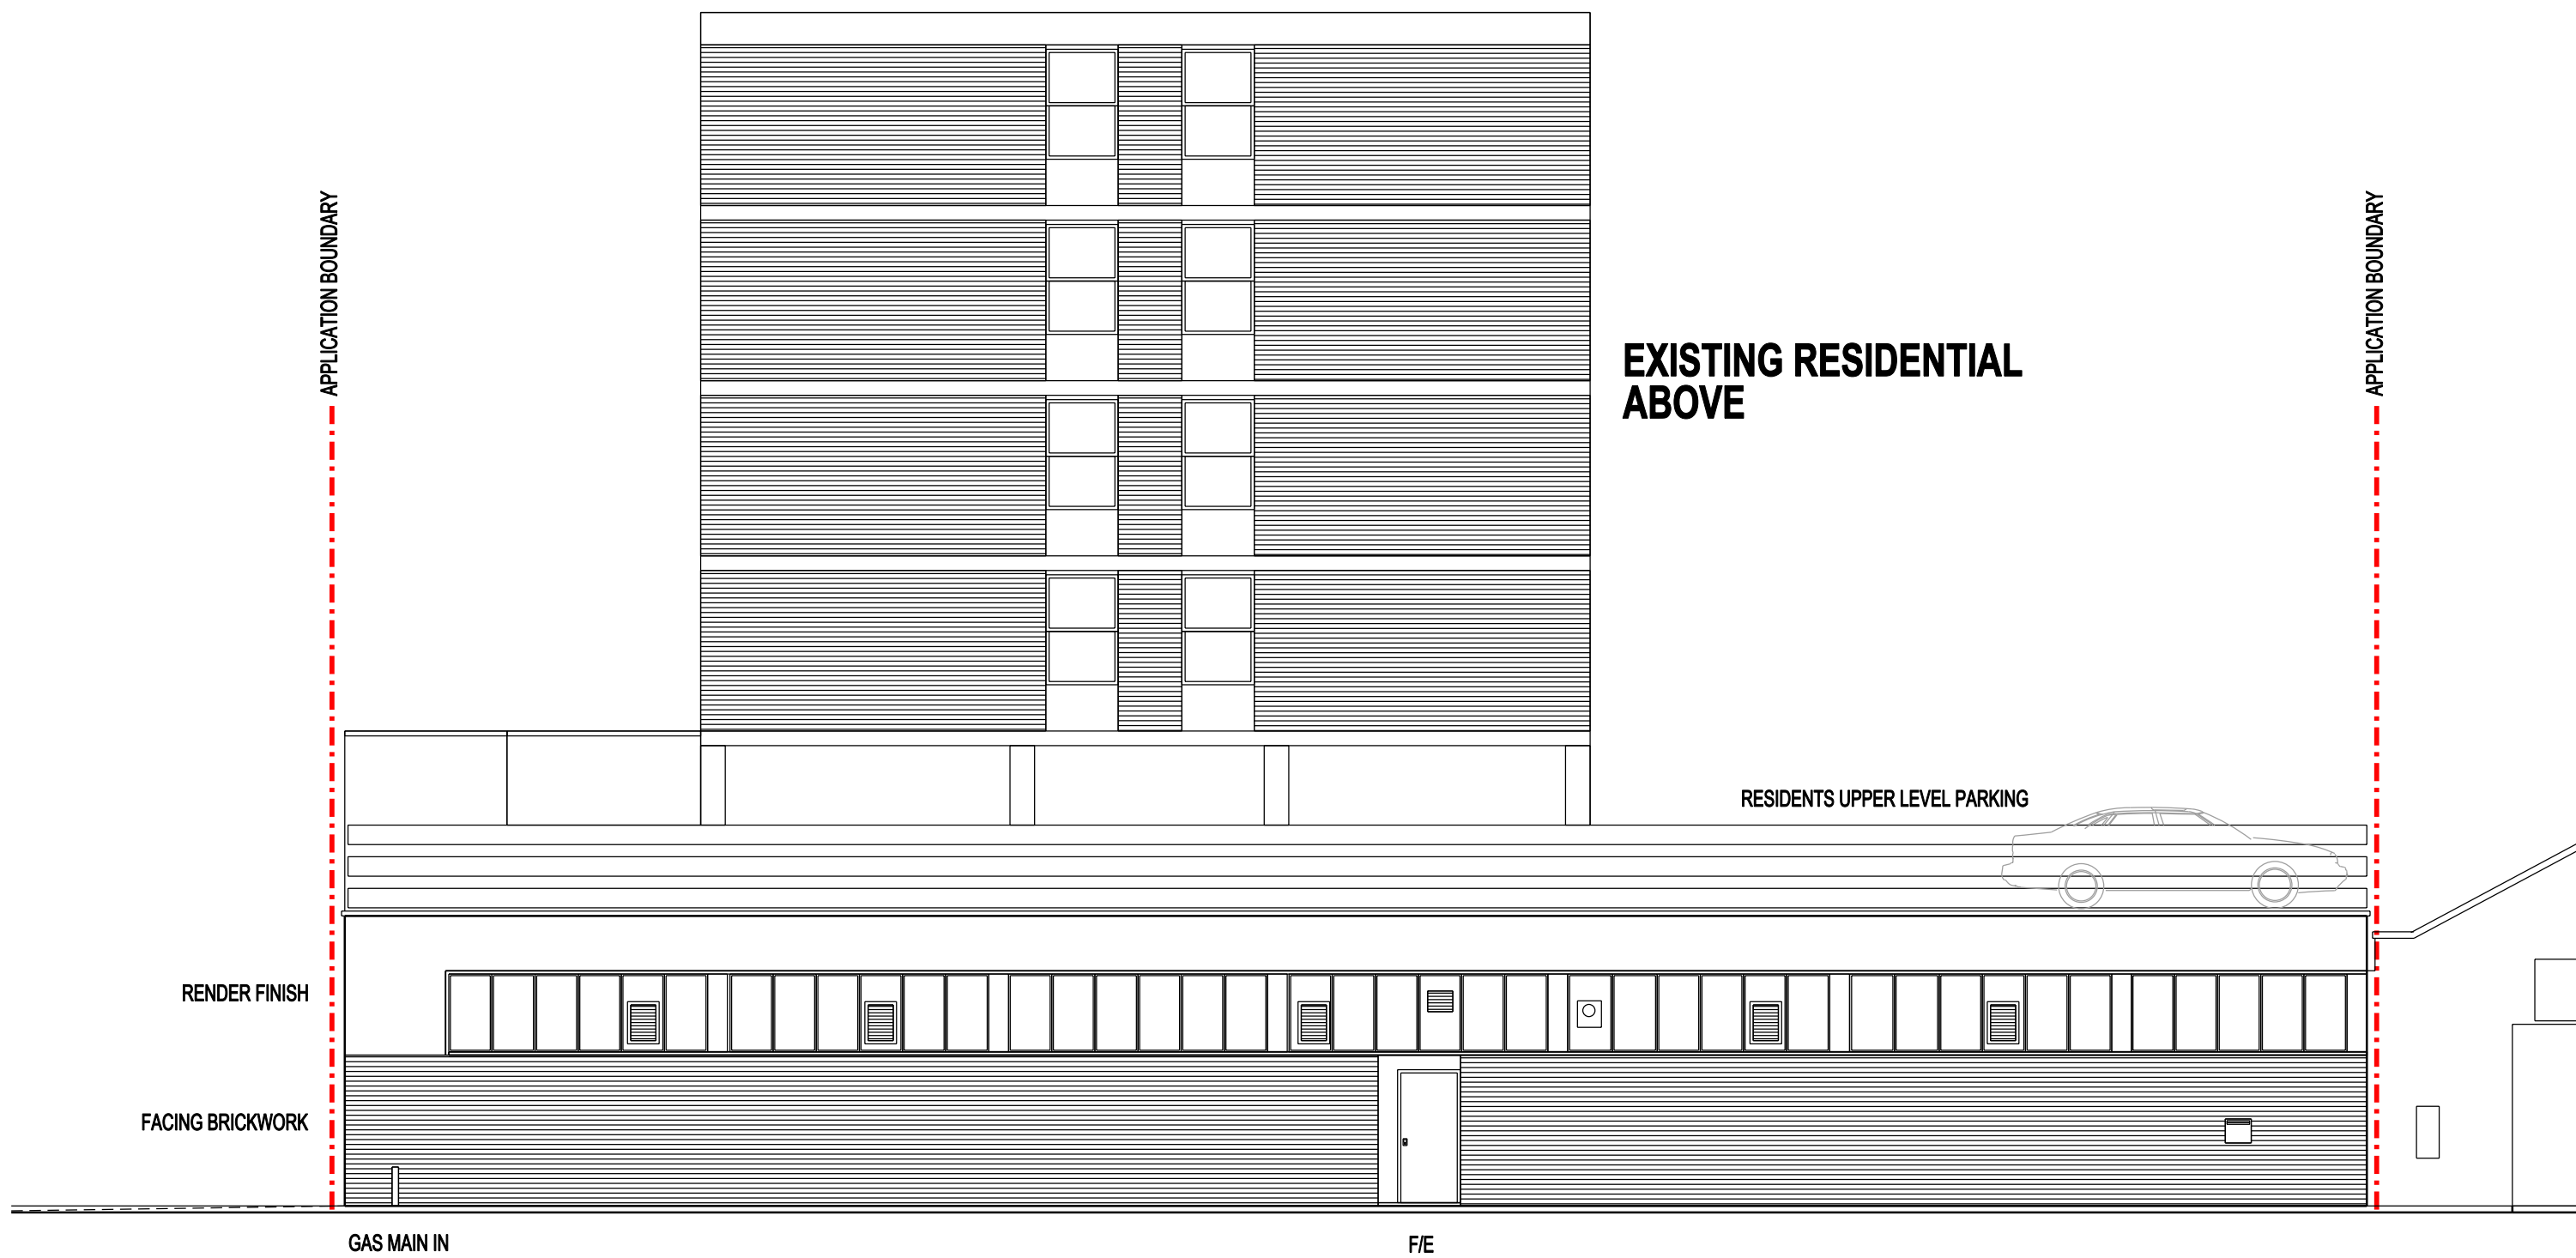 APPLICATION BOUNDARY
APPLICATION BOUNDARY
EXISTING RESIDENTIAL
ABOVE
RESIDENTS UPPER LEVEL PARKING
RENDER FINISH
FACING BRICKWORK
GAS MAIN IN
F/E